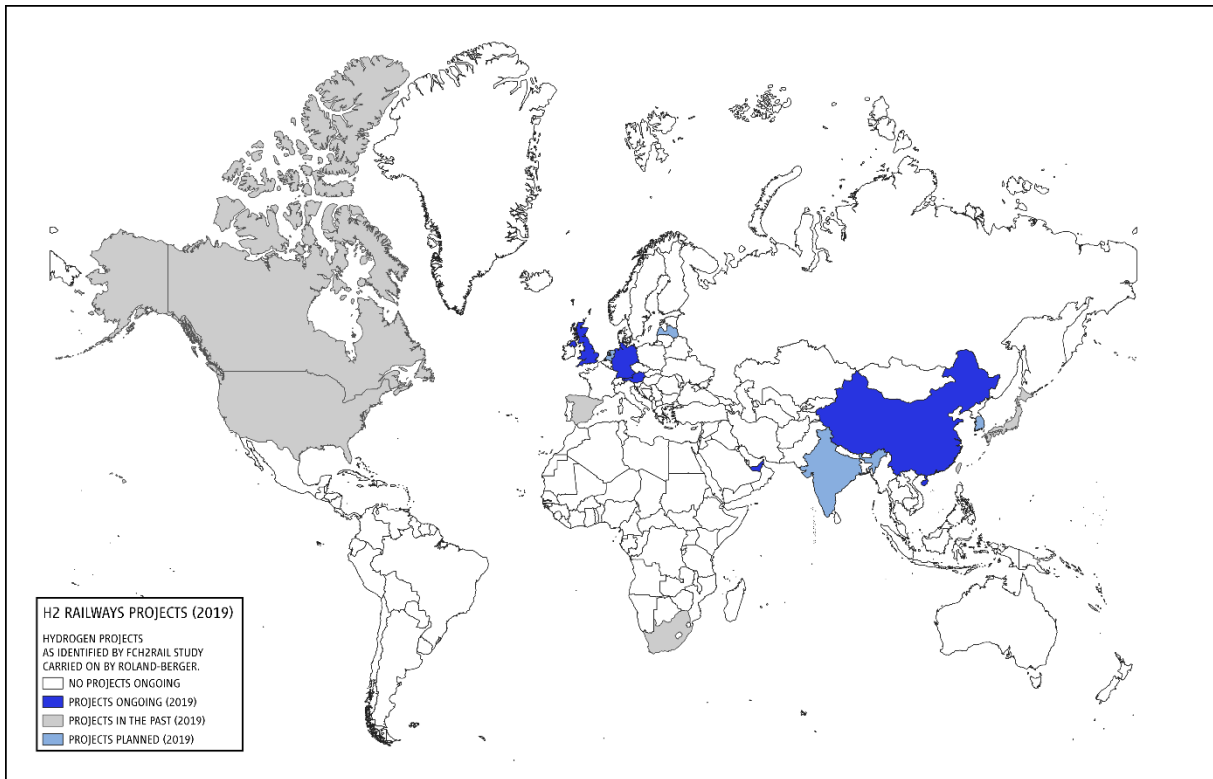 H2 RAILWAYS PROJECTS (2019)
HYDROGEN PROJECTS
AS IDENTIFIED BY FCH2RAIL STUDY
CARRIED ON BY ROLAND-BERGER.
NO PROJECTS ONGOING
PROJECTS ONGOING (2019)
PROJECTS IN THE PAST (2019)
PROJECTS PLANNED (2019)